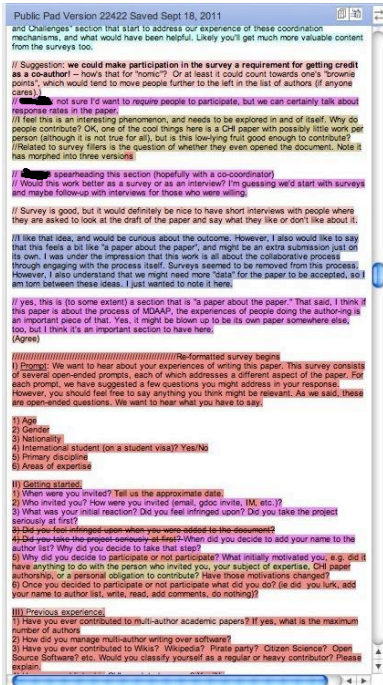 Public Pad Version 22422 Saved Sept 18, 2011
and Challenges" section that start to address our experience of these coordination
mechanisms, and what would have been helpful. Likely you'll get much more valuable content
from the surveys too.
// Suggestion: we could make participation in the survey a requirement for getting credit
as a co-author! -- how's that for "nomic"? Or at least it could count towards one's "brownie
points", which would tend to move people further to the left in the list of authors (if anyone
cares).)
// not sure I'd want to require people to participate, but we can certainly talk about
response rates in the paper.
//I feel this is an interesting phenomenon, and needs to be explored in and of itself. Why do
people contribute? OK, one of the cool things here is a CHI paper with possibly little work per
person (although it is not true for all), but is this low-lying fruit good enough to contribute?
//Related to survey fillers is the question of whether they even opened the document. Note it
has morphed into three versions
// spearheading this section (hopefully with a co-coordinator)
// Would this work better as a survey or as an interview? I'm guessing we'd start with surveys
and maybe follow-up with interviews for those who were willing.
// Survey is good, but it would definitely be nice to have short interviews with people where
they are asked to look at the draft of the paper and say what they like or don't like about it.
//I like that idea, and would be curious about the outcome. However, I also would like to say
that this feels a bit like "a paper about the paper", and might be an extra submission just on
its own. I was under the impression that this work is all about the collaborative process
through engaging with the process itself. Surveys seemed to be removed from this process.
However, I also understand that we might need more "data" for the paper to be accepted, so I
am torn between these ideas. I just wanted to note it here.
// yes, this is (to some extent) a section that is "a paper about the paper." That said, I think if
this paper is about the process of MDAAP, the experiences of people doing the author-ing is
an important piece of that. Yes, it might be blown up to be its own paper somewhere else,
too, but I think it's an important section to have here.
(Agree)
////////////////////////////////////////////////Re-formatted survey begins
I) Prompt: We want to hear about your experiences of writing this paper. This survey consists
of several open-ended prompts, each of which addresses a different aspect of the paper. For
each prompt, we have suggested a few questions you might address in your response.
However, you should feel free to say anything you think might be relevant. As we said, these
are open-ended questions. We want to hear what you have to say.
1) Age
2) Gender
3) Nationality
4) International student (on a student visa)? Yes/No
5) Primary discipline
6) Areas of expertise
II) Getting started.
1) When were you invited? Tell us the approximate date.
2) Who invited you? How were you invited (email, gdoc invite, IM, etc.)?
3) What was your initial reaction? Did you feel infringed upon? Did you take the project
seriously at first?
3) Did you feel infringed upon when you were added to the document?
4) Did you take the project seriously at first? When did you decide to add your name to the
author list? Why did you decide to take that step?
5) Why did you decide to participate or not participate? What initially motivated you, e.g. did it
have anything to do with the person who invited you, your subject of expertise, CHI paper
authorship, or a personal obligation to contribute? Have those motivations changed?
6) Once you decided to participate or not participate what did you do? (ie did you lurk, add
your name to author list, write, read, add comments, do nothing)?
III) Previous experience.
1) Have you ever contributed to multi-author academic papers? If yes, what is the maximum
number of authors
2) How did you manage multi-author writing over software?
3) Have you ever contributed to Wikis? Wikipedia? Pirate party? Citizen Science? Open
Source Software? etc. Would you classify yourself as a regular or heavy contributor? Please
explain.